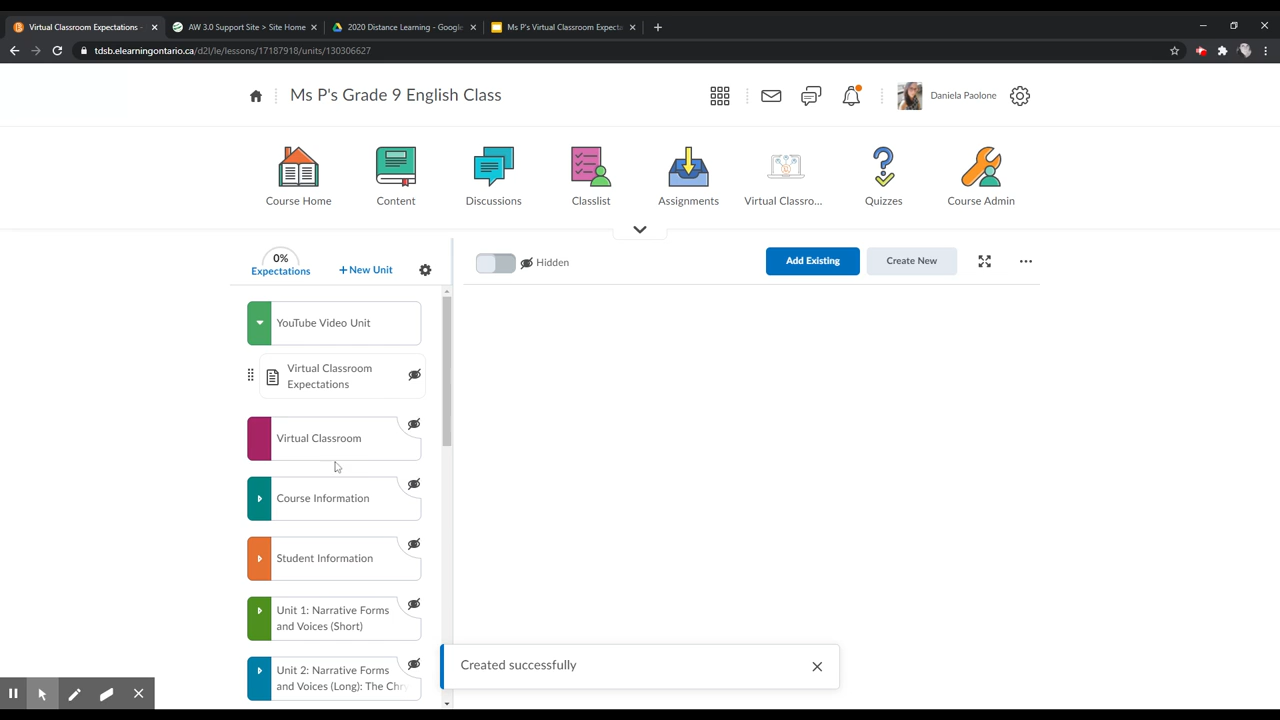 Virtual Classroom Expectations -
AW 3.0 Support Site > Site Home
2020 Distance Learning - Google
Ms P's Virtual Classroom Expecta
tdsb.elearningontario.ca/d2l/le/lessons/17187918/units/130306627
Ms P's Grade 9 English Class
Daniela Paolone
Course Home
Content
Discussions
Classlist
Assignments
Virtual Classro...
Quizzes
Course Admin
0%
Expectations
+ New Unit
Hidden
Add Existing
Create New
YouTube Video Unit
Virtual Classroom
Expectations
Virtual Classroom
Course Information
Student Information
Unit 1: Narrative Forms
and Voices (Short)
Unit 2: Narrative Forms
and Voices (Long): The Chr
Created successfully